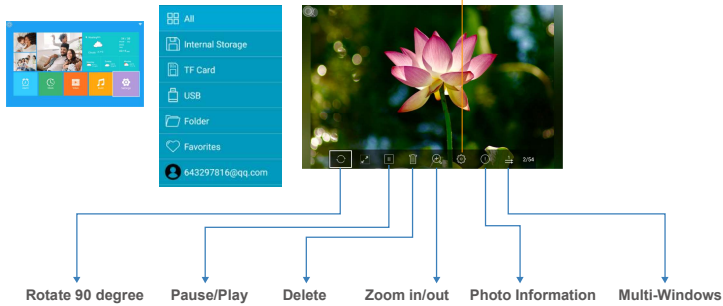 All
Internal Storage
TF Card
USB
Folder
Favorites
643297816@qq.com
2/54
Rotate 90 degree
Pause/Play
Delete
Zoom in/out
Photo Information
Multi-Windows